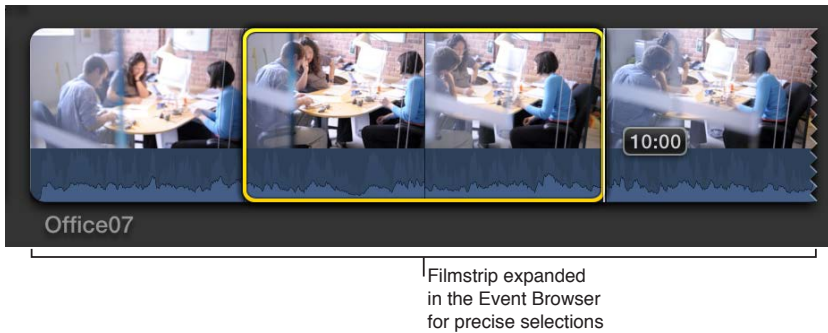 10:00
Office07
Filmstrip expanded
in the Event Browser
for precise selections